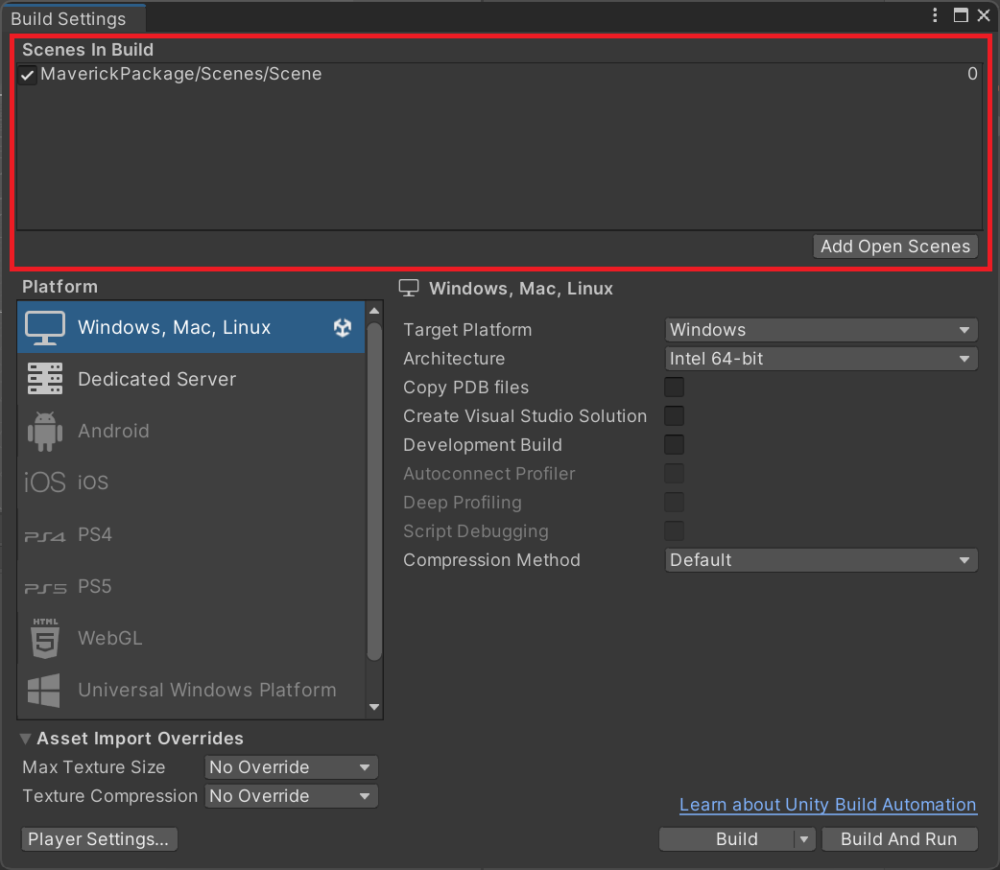 Build Settings
Scenes In Build
MaverickPackage/Scenes/Scene 0
Add Open Scenes
Platform
Windows, Mac, Linux
Dedicated Server
Android
iOS iOS
PS4 PS4
PS5 PS5
HTML 5 WebGL
Universal Windows Platform
Windows, Mac, Linux
Target Platform Windows
Architecture Intel 64-bit
Copy PDB files
Create Visual Studio Solution
Development Build
Autoconnect Profiler
Deep Profiling
Script Debugging
Compression Method Default
Asset Import Overrides
Max Texture Size No Override
Texture Compression No Override
Learn about Unity Build Automation
Player Settings... Build Build And Run